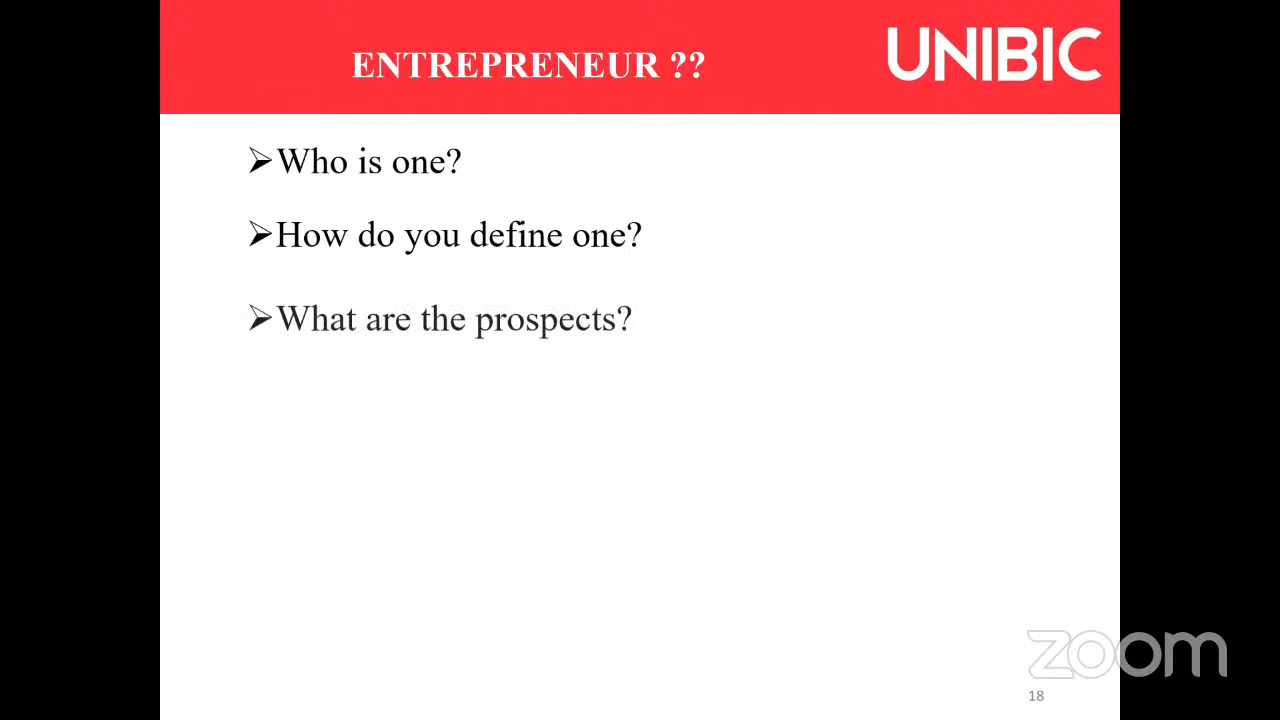 ENTREPRENEUR ??
UNIBIC
➢Who is one?
➢How do you define one?
➢What are the prospects?
zoom
18